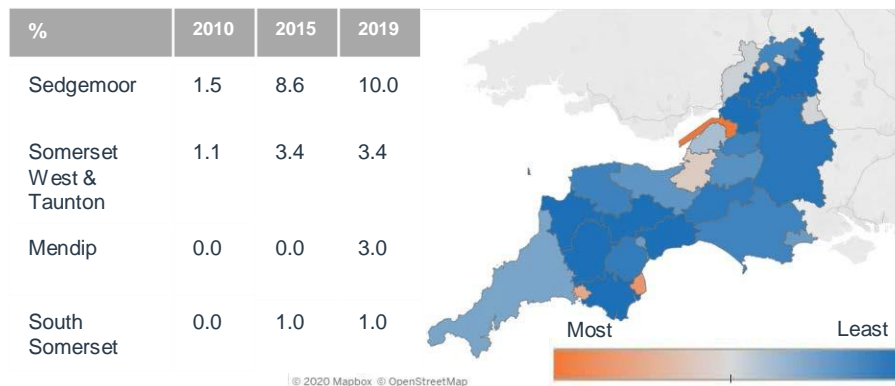 % 2010 2015 2019
Sedgemoor 1.5 8.6 10.0
Somerset 1.1 3.4 3.4
West &
Taunton
Mendip 0.0 0.0 3.0
South 0.0 1.0 1.0
Somerset
Most Least
© 2020 Mapbox © OpenStreetMap